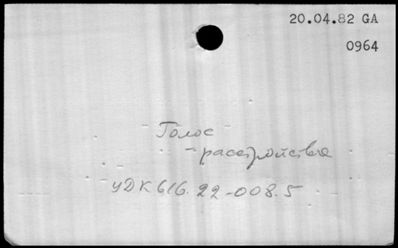 20.04.82 GA
0964
Голос
- расстройства
УДК 616.22-008.5